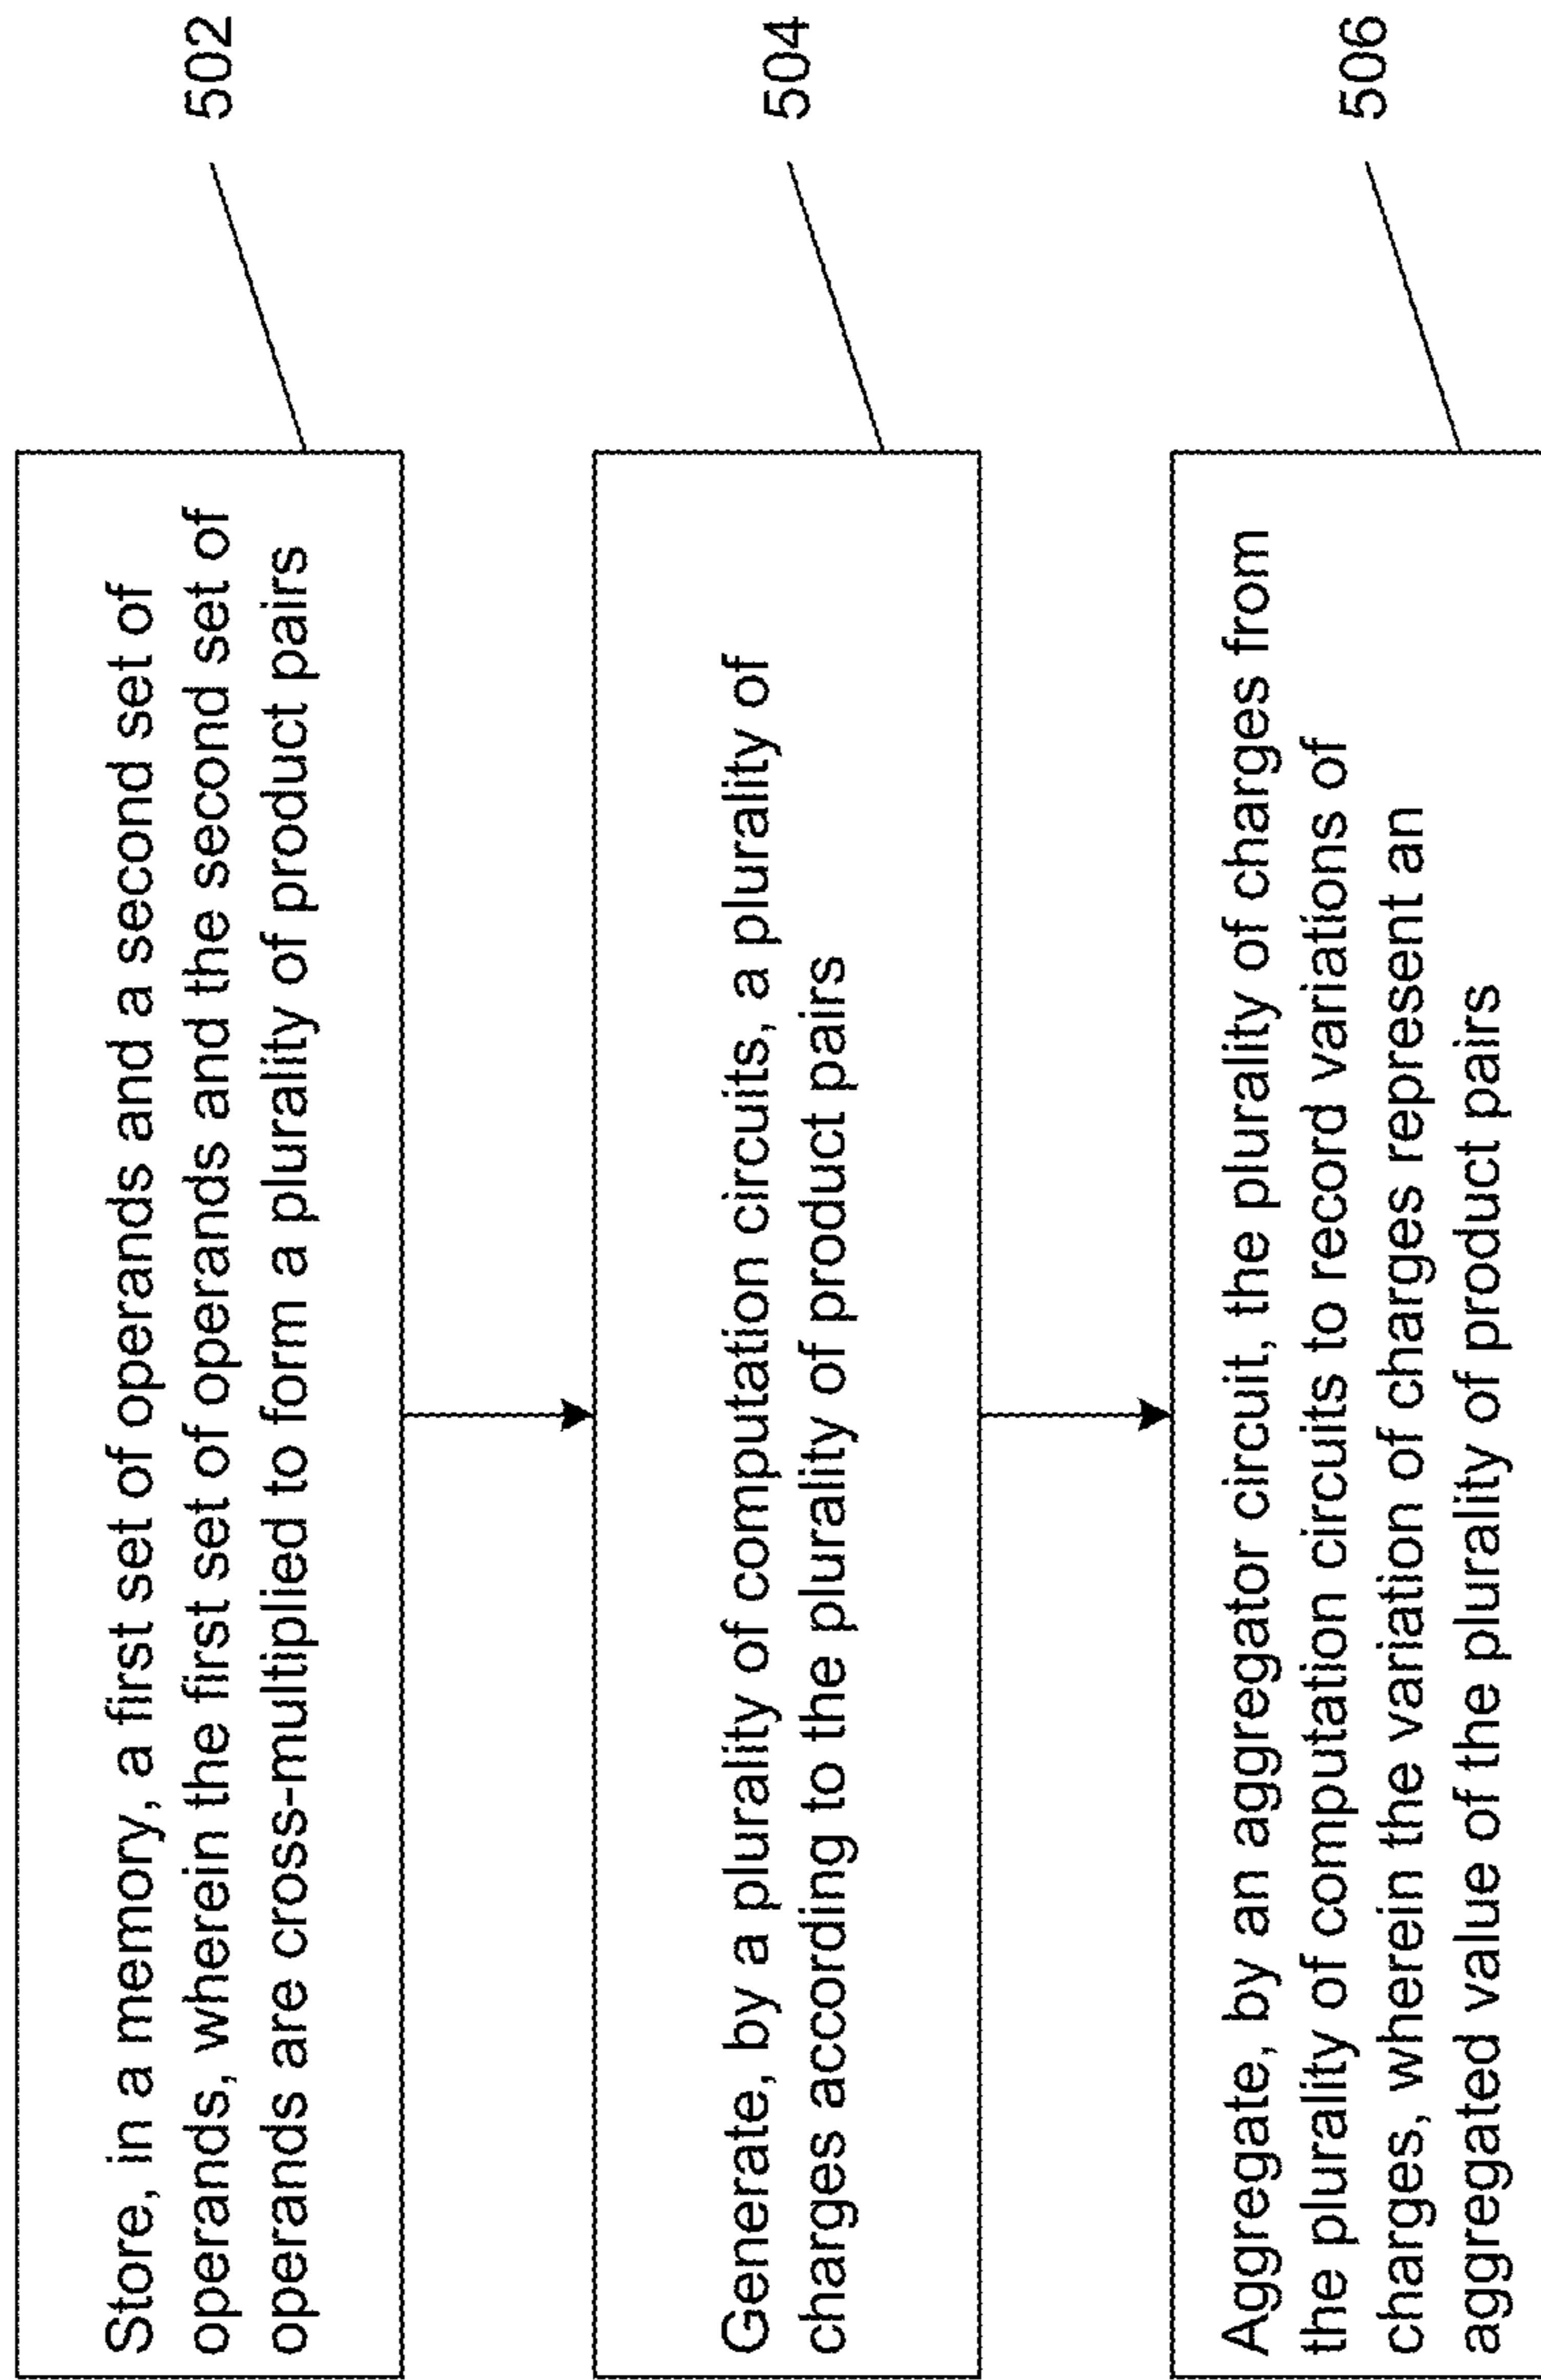 Store, in a memory, a first set of operands and a second set of
operands, wherein the first set of operands and the second set of
operands are cross-multiplied to form a plurality of product pairs
502
Generate, by a plurality of computation circuits, a plurality of
charges according to the plurality of product pairs
504
Aggregate, by an aggregator circuit, the plurality of charges from
the plurality of computation circuits to record variations of
charges, wherein the variation of charges represent an
aggregated value of the plurality of product pairs
506